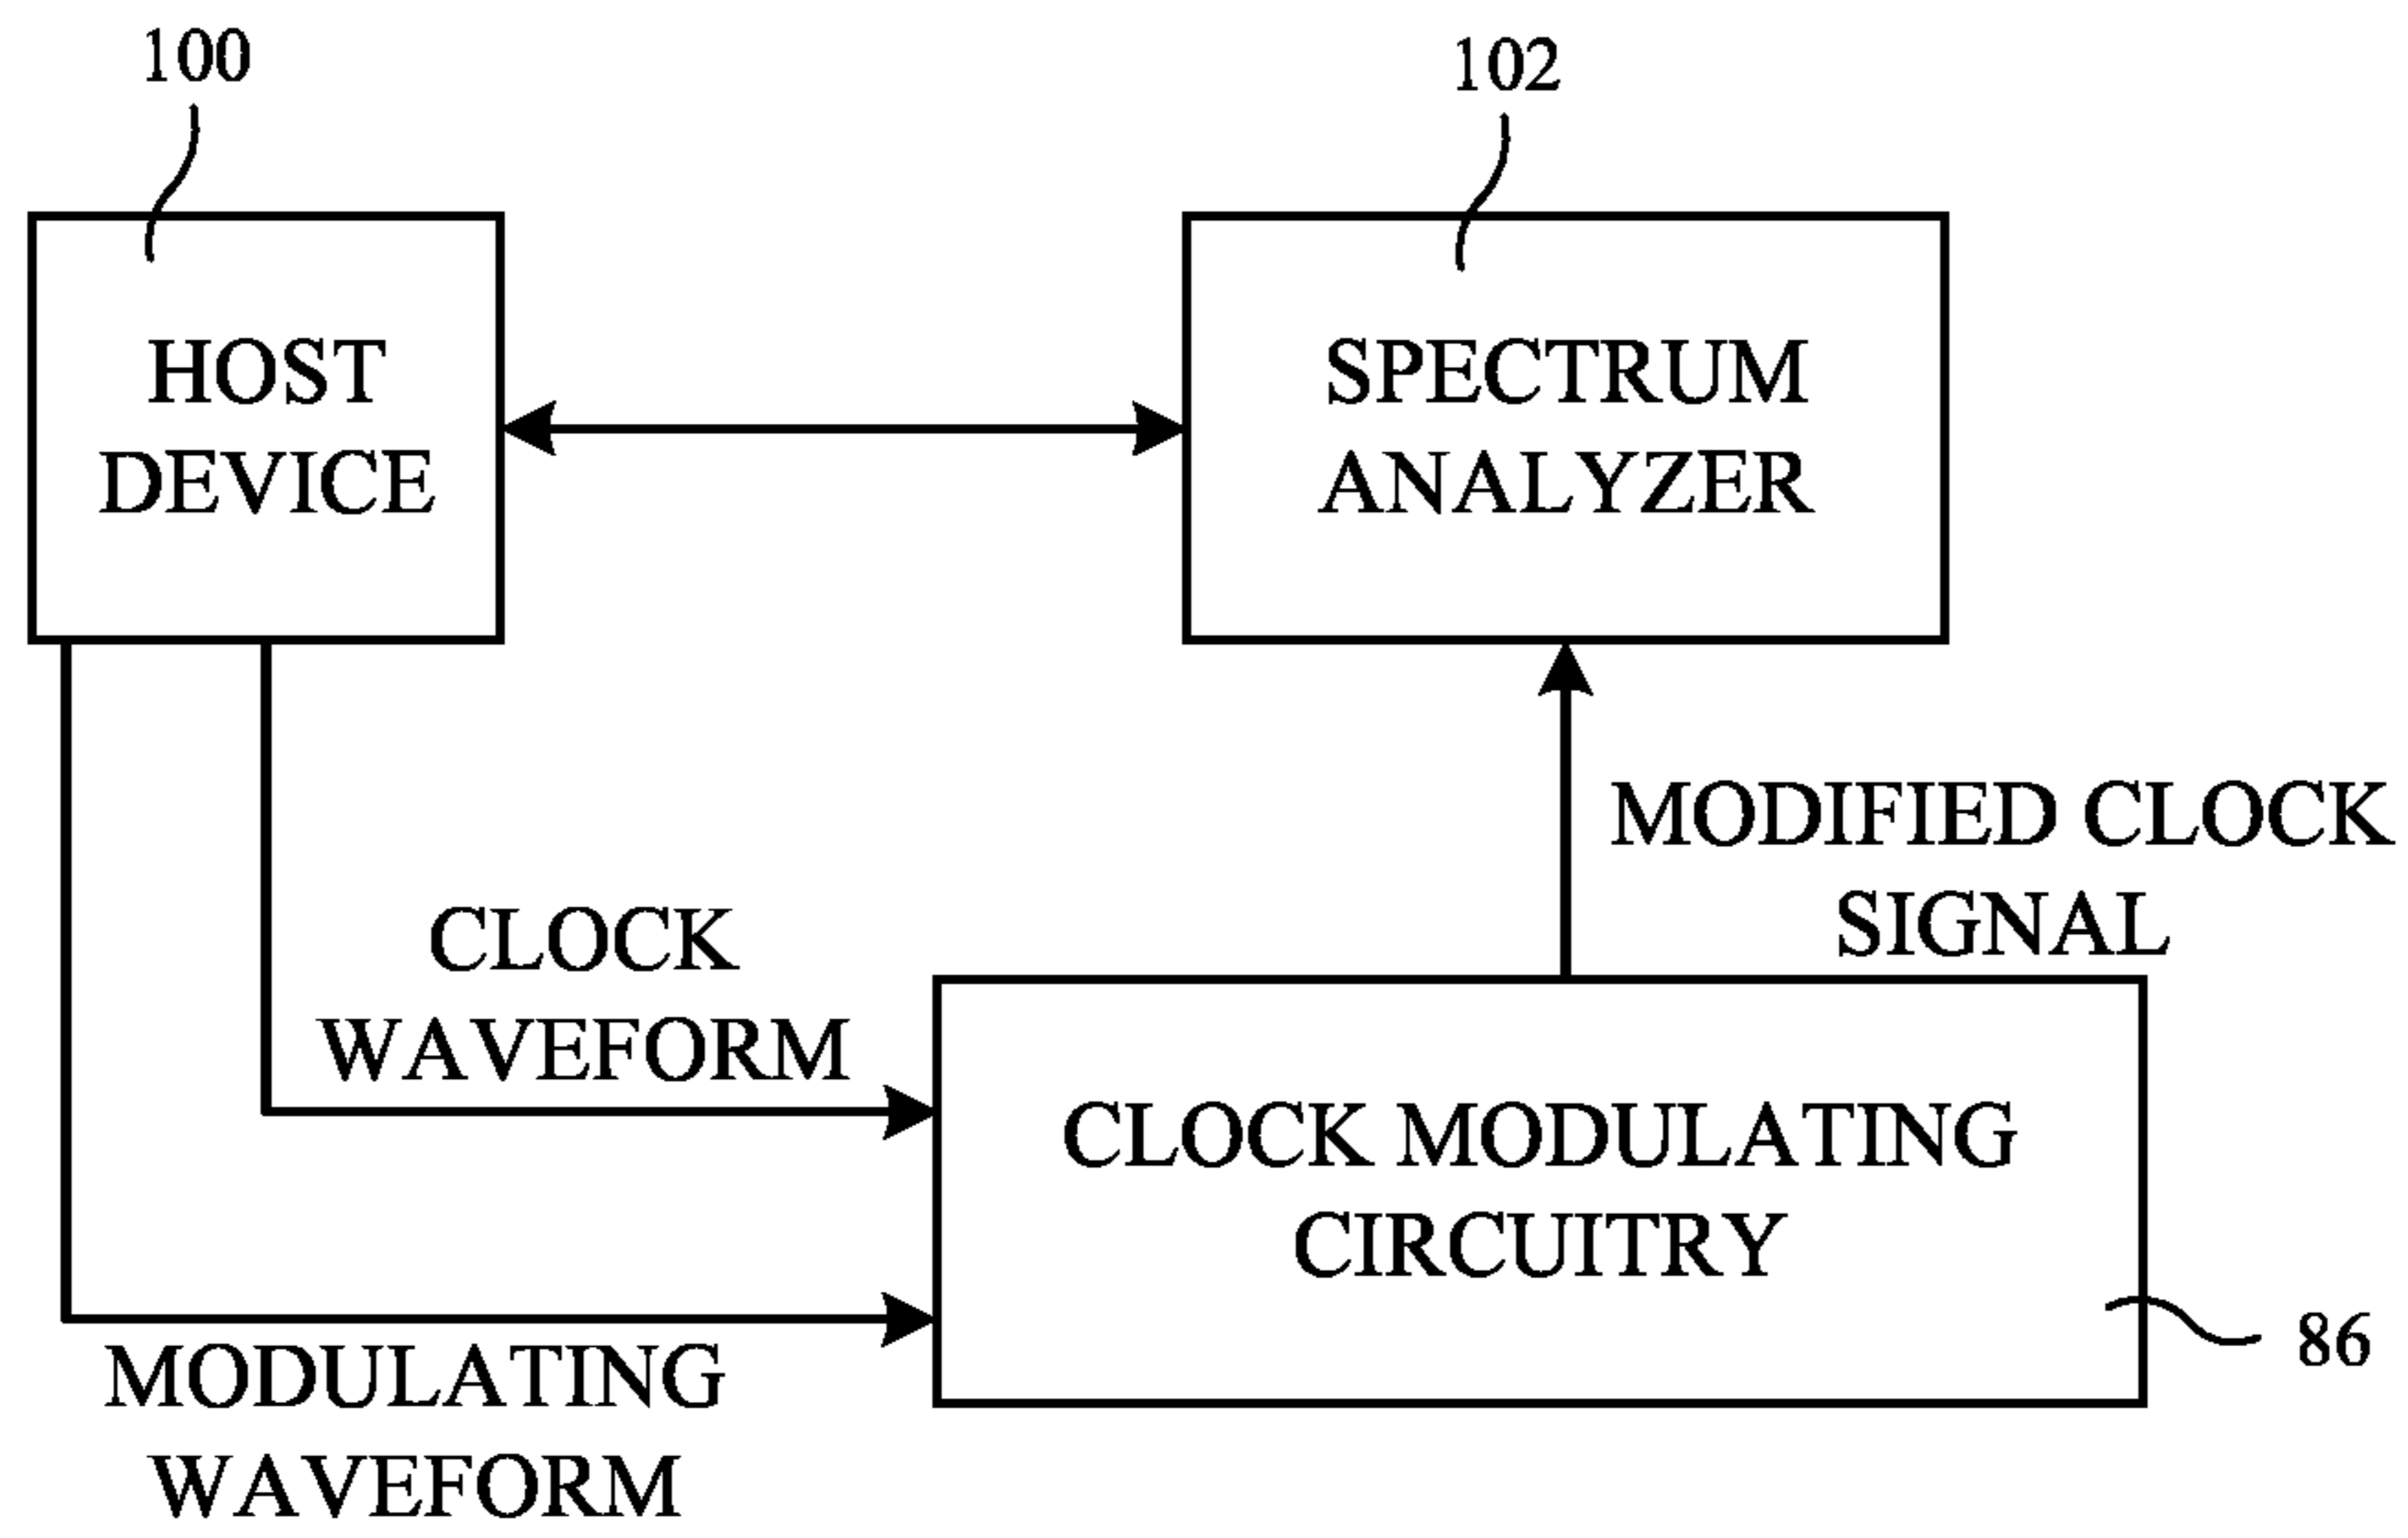 100
102
HOST
DEVICE
SPECTRUM
ANALYZER
MODIFIED CLOCK
SIGNAL
CLOCK
WAVEFORM
CLOCK MODULATING
CIRCUITRY
86
MODULATING
WAVEFORM